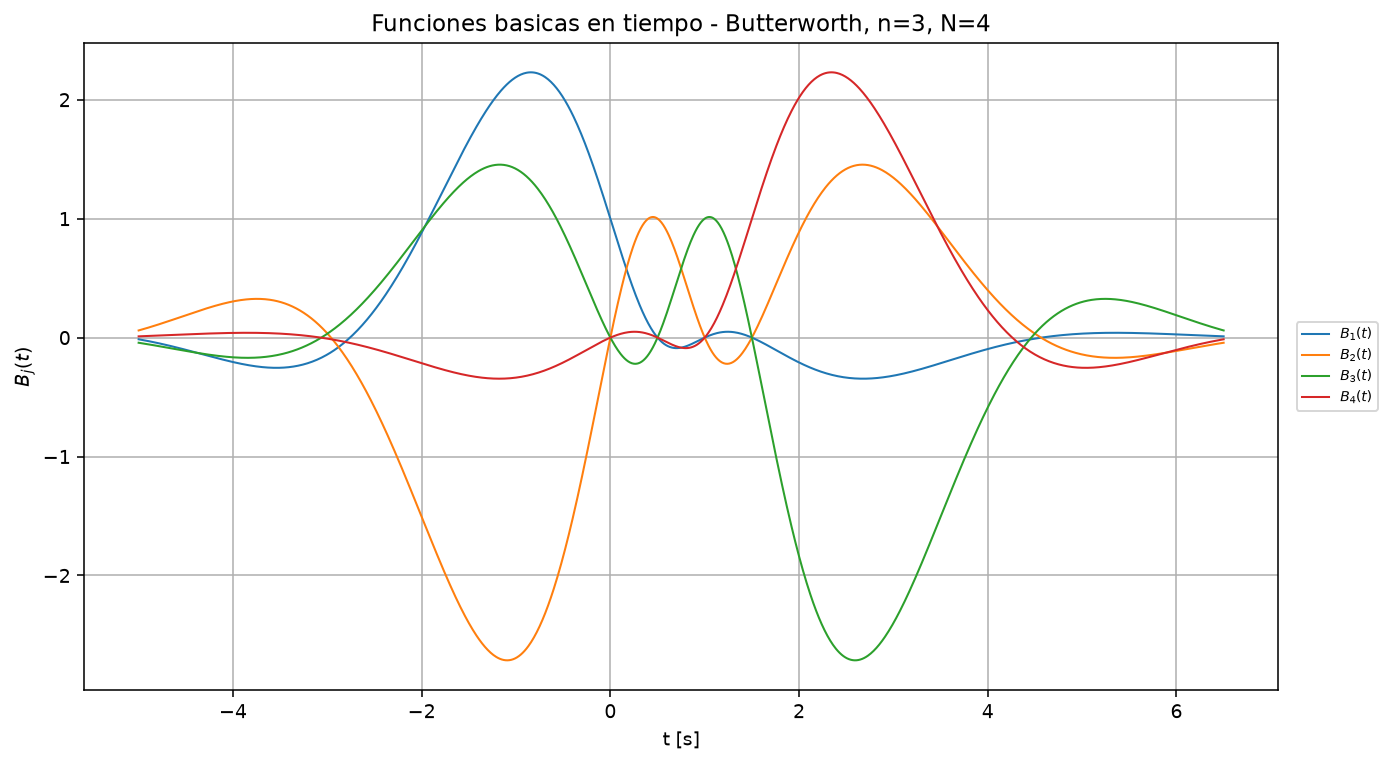 Funciones basicas en tiempo - Butterworth, n=3, N=4
B_j(t)
2
1
0
−1
−2
−4
−2
0
2
4
6
t [s]
B_1(t)
B_2(t)
B_3(t)
B_4(t)